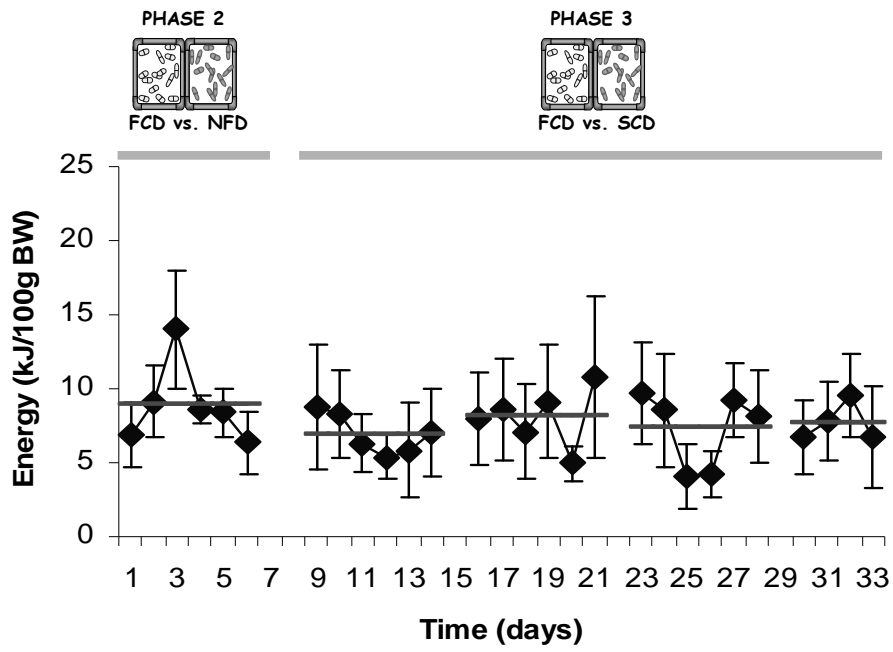 PHASE 2
PHASE 3
FCD vs. NFD
FCD vs. SCD
Energy (kJ/100g BW)
25
20
15
10
5
0
1 3 5 7 9 11 13 15 17 19 21 23 25 27 29 31 33
Time (days)